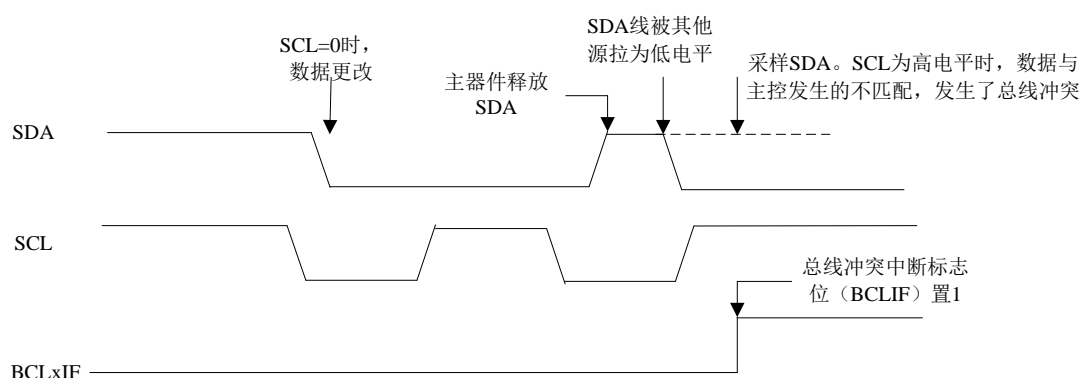 SCL=0时，
数据更改
主器件释放
SDA
SDA线被其他
源拉为低电平
采样SDA。SCL为高电平时，数据与
主控发生的不匹配，发生了总线冲突
SDA
SCL
总线冲突中断标志
位（BCLIF）置1
BCLxIF